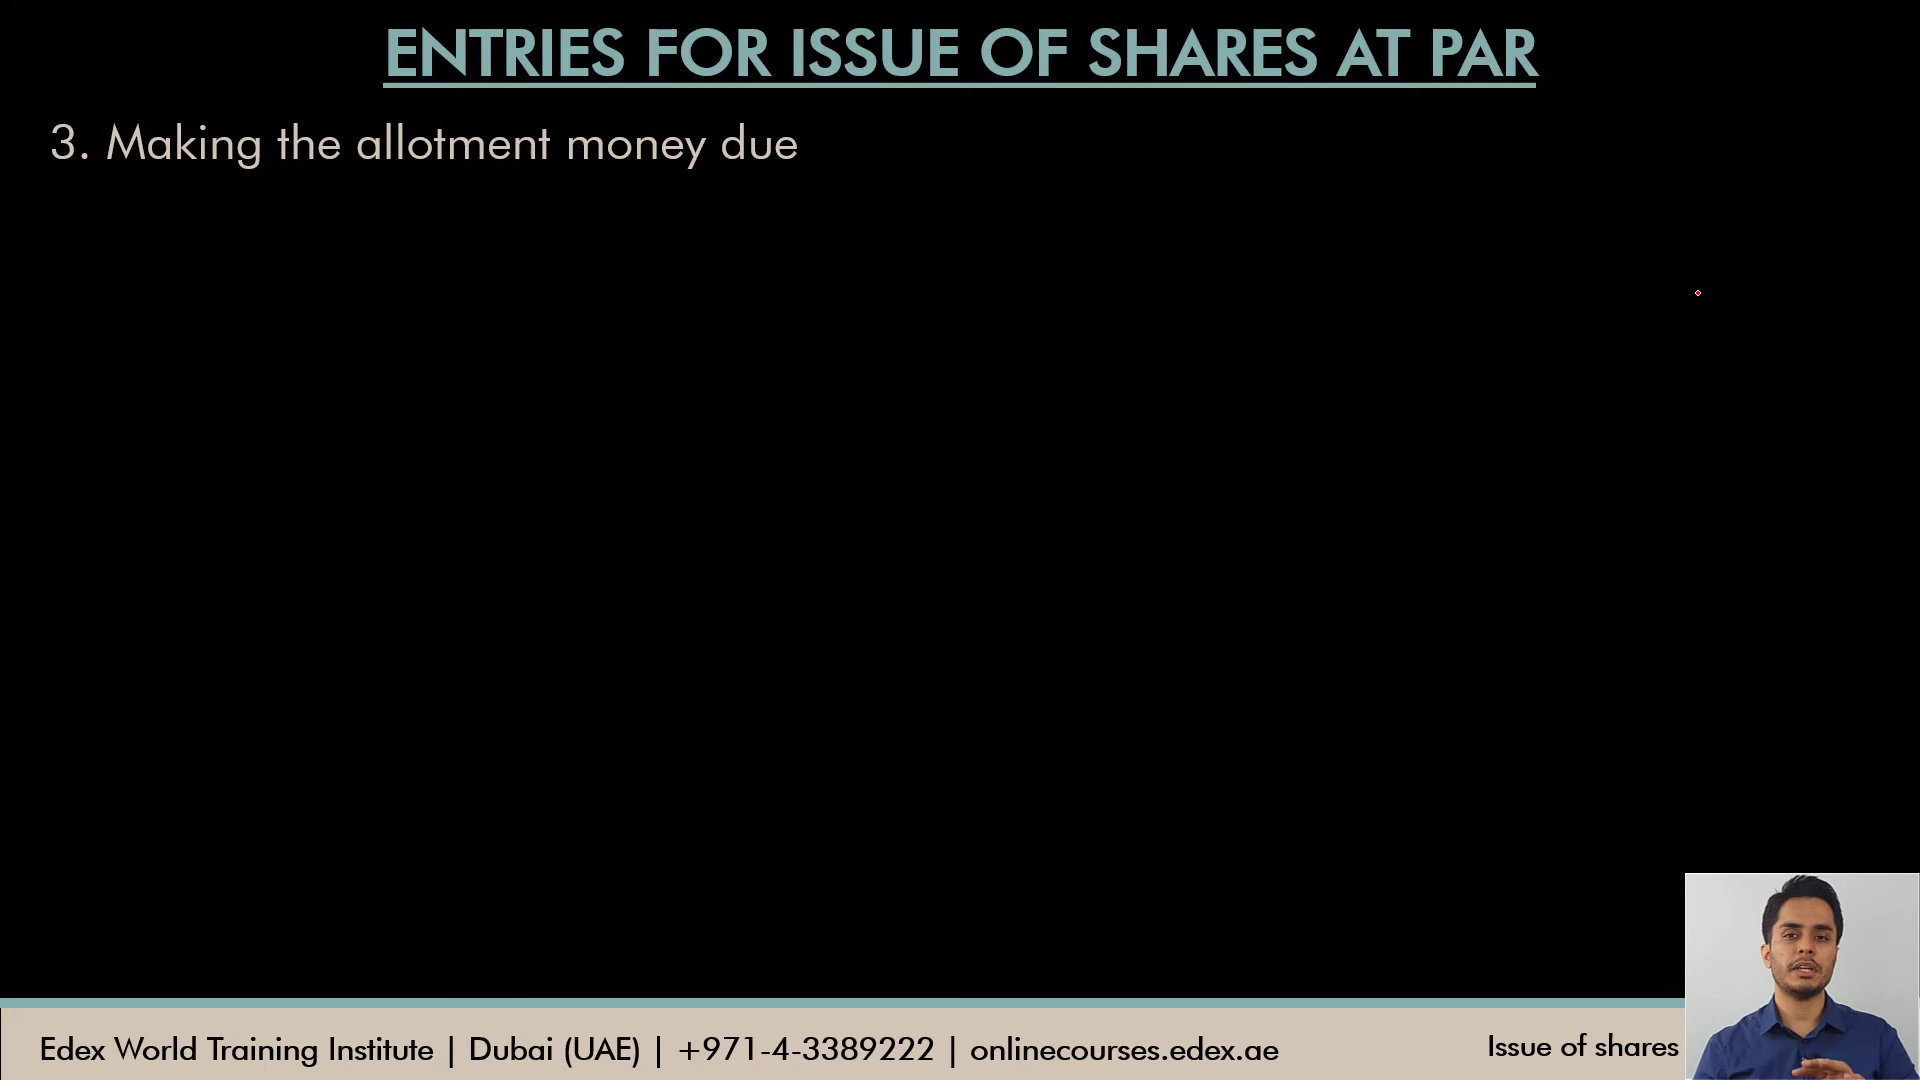 ENTRIES FOR ISSUE OF SHARES AT PAR
3. Making the allotment money due
Edex World Training Institute | Dubai (UAE) | +971-4-3389222 | onlinecourses.edex.ae
Issue of shares